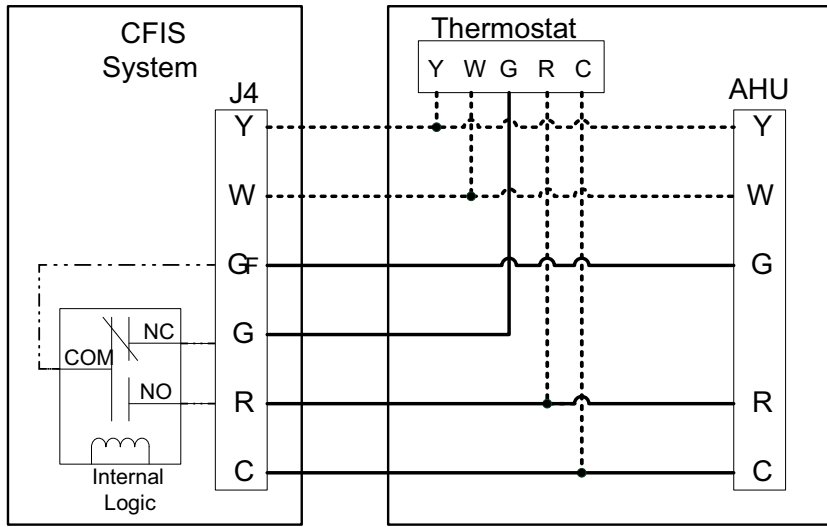 CFIS
System
Thermostat
Y W G R C
J4
AHU
Y
Y
W
W
GF
G
G
NC
COM
NO
R
R
C
C
Internal
Logic